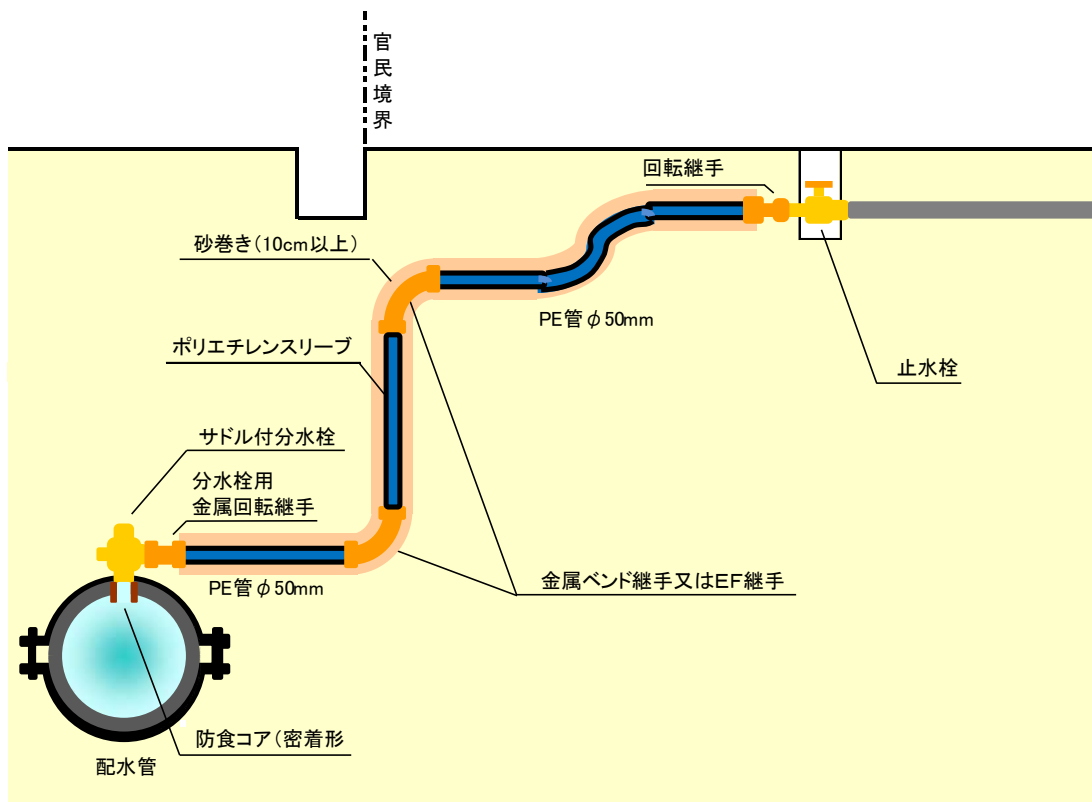 官民境界
回転継手
砂巻き（10cm以上）
PE管φ50mm
ポリエチレンスリーブ
止水栓
サドル付分水栓
分水栓用
金属回転継手
PE管φ50mm
金属ベンド継手又はEF継手
防食コア（密着形
配水管